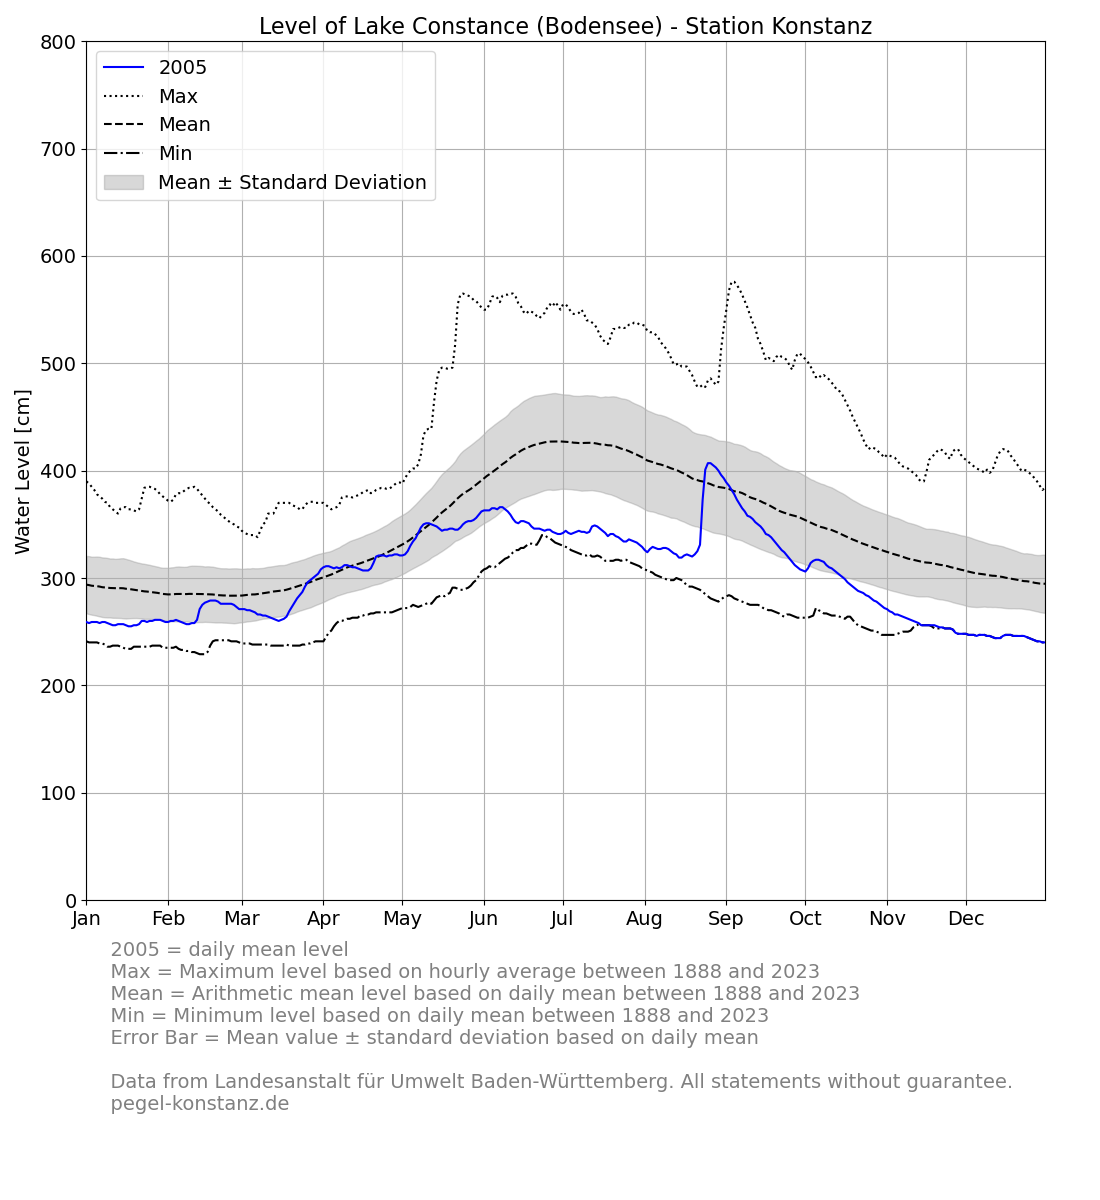 Level of Lake Constance (Bodensee) - Station Konstanz
800
700
600
500
400
300
200
100
0
Water Level [cm]
2005
Max
Mean
Min
Mean ± Standard Deviation
Jan Feb Mar Apr May Jun Jul Aug Sep Oct Nov Dec
2005 = daily mean level
Max = Maximum level based on hourly average between 1888 and 2023
Mean = Arithmetic mean level based on daily mean between 1888 and 2023
Min = Minimum level based on daily mean between 1888 and 2023
Error Bar = Mean value ± standard deviation based on daily mean
Data from Landesanstalt für Umwelt Baden-Württemberg. All statements without guarantee.
pegel-konstanz.de